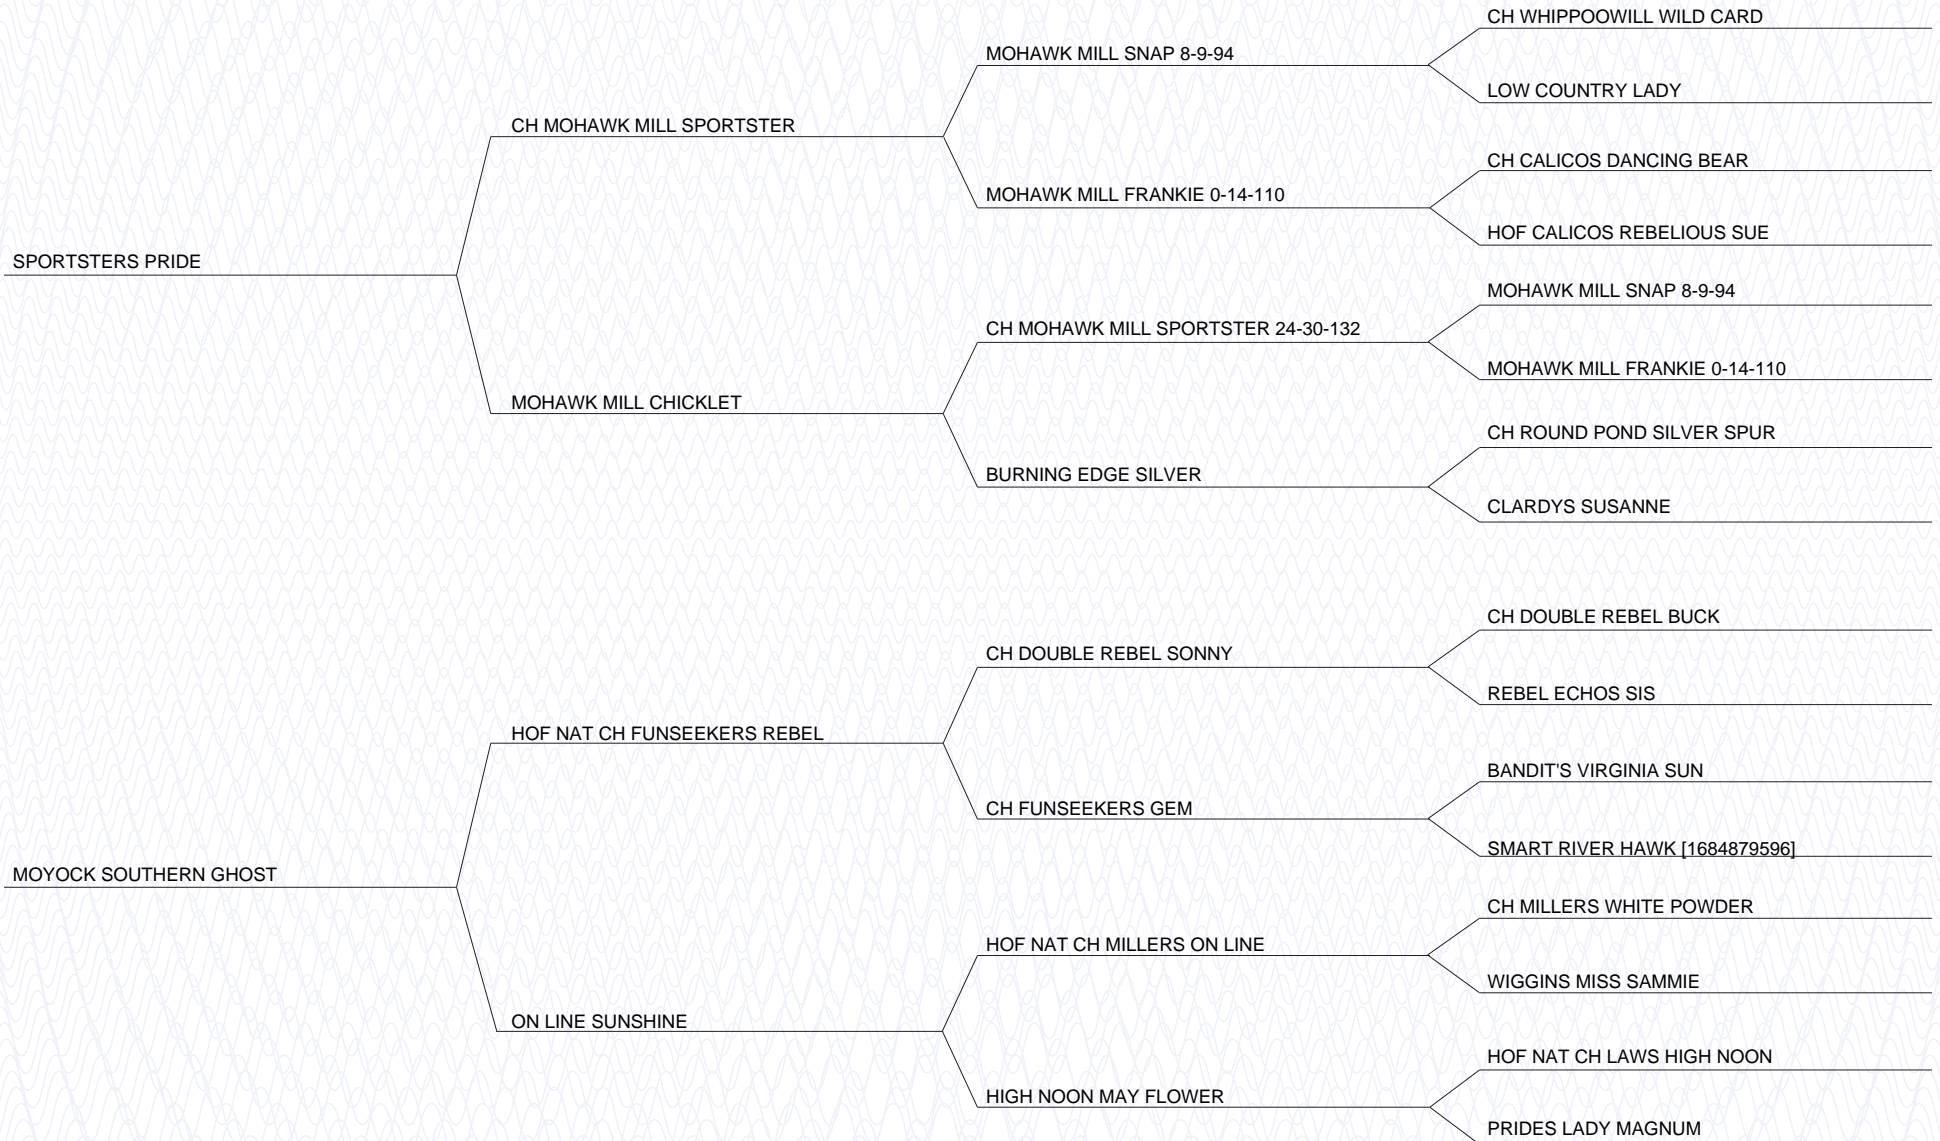 CH WHIPPOOWILL WILD CARD
MOHAWK MILL SNAP 8-9-94
LOW COUNTRY LADY
CH MOHAWK MILL SPORTSTER
CH CALICOS DANCING BEAR
MOHAWK MILL FRANKIE 0-14-110
HOF CALICOS REBELIOUS SUE
SPORTSTERS PRIDE
MOHAWK MILL SNAP 8-9-94
CH MOHAWK MILL SPORTSTER 24-30-132
MOHAWK MILL FRANKIE 0-14-110
MOHAWK MILL CHICKLET
CH ROUND POND SILVER SPUR
BURNING EDGE SILVER
CLARDYS SUSANNE
CH DOUBLE REBEL BUCK
CH DOUBLE REBEL SONNY
REBEL ECHOS SIS
HOF NAT CH FUNSEEKERS REBEL
BANDIT'S VIRGINIA SUN
CH FUNSEEKERS GEM
SMART RIVER HAWK [1684879596]
MOYOCK SOUTHERN GHOST
CH MILLERS WHITE POWDER
HOF NAT CH MILLERS ON LINE
WIGGINS MISS SAMMIE
ON LINE SUNSHINE
HOF NAT CH LAWS HIGH NOON
HIGH NOON MAY FLOWER
PRIDES LADY MAGNUM